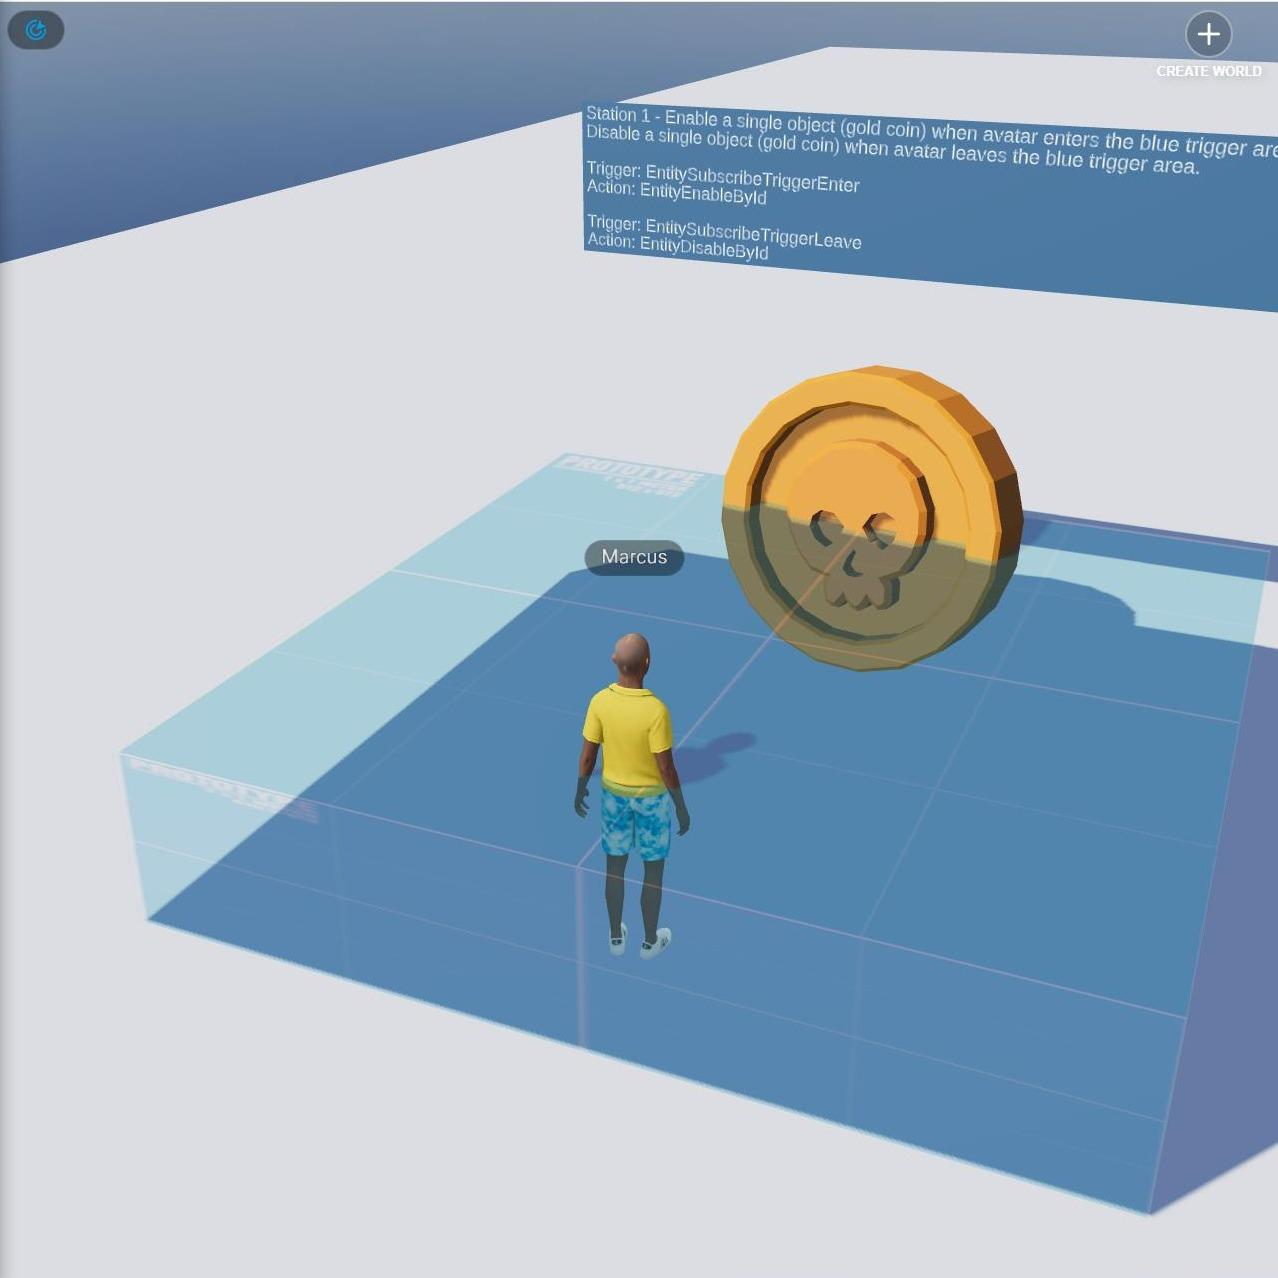 CREATE WORLD
Station 1 - Enable a single object (gold coin) when avatar enters the blue trigger
Disable a single object (gold coin) when avatar leaves the blue trigger area.
Trigger: EntitySubscribeTriggerEnter
Action: EntityEnableById
Trigger: EntitySubscribeTriggerLeave
Action: EntityDisableById
PROTOTYPE
Marcus
PROTOTYPE